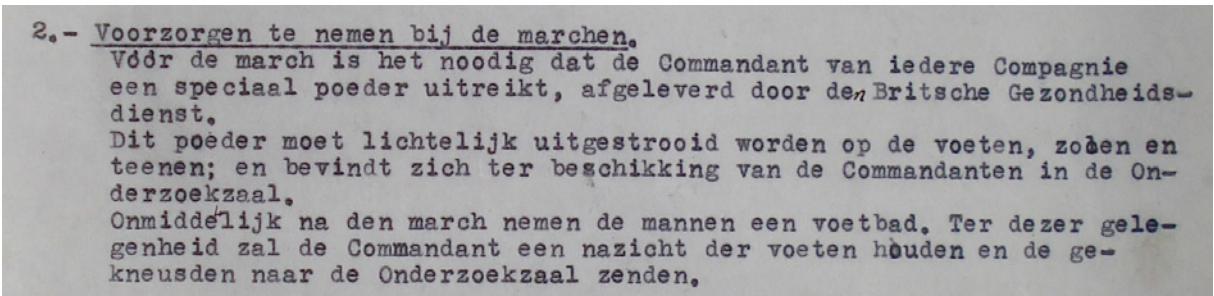 2.- Voorzorgen te nemen bij de marchen.
Vóór de march is het noodig dat de Commandant van iedere Compagnie
een speciaal poeder uitreikt, afgeleverd door den Britsche Gezondheids-
dienst.
Dit poeder moet lichtelijk uitgestrooid worden op de voeten, zolen en
teenen; en bevindt zich ter beschikking van de Commandanten in de On-
derzoekzaal.
Onmiddelijk na den march nemen de mannen een voetbad. Ter dezer gele-
genheid zal de Commandant een nazicht der voeten houden en de ge-
kneusden naar de Onderzoekzaal zenden.